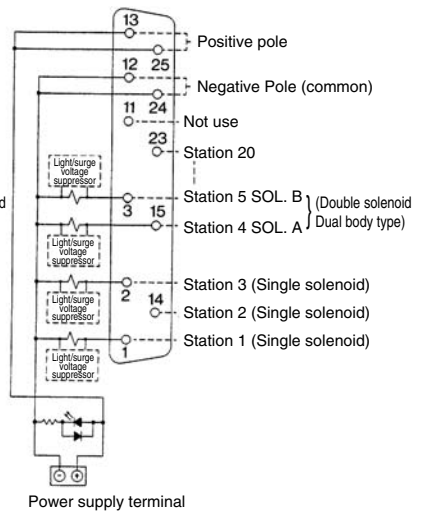 13
Positive pole
12 25
Negative Pole (common)
24
11
Not use
23
Station 20
Light/surge
voltage
suppressor
Station 5 SOL. B
(Double solenoid
3 15
Dual body type)
Station 4 SOL. A
Light/surge
voltage
suppressor
Station 3 (Single solenoid)
2
14
Light/surge
voltage
suppressor
Station 2 (Single solenoid)
Station 1 (Single solenoid)
1
Light/surge
voltage
suppressor
⊖ ⊕
Power supply terminal